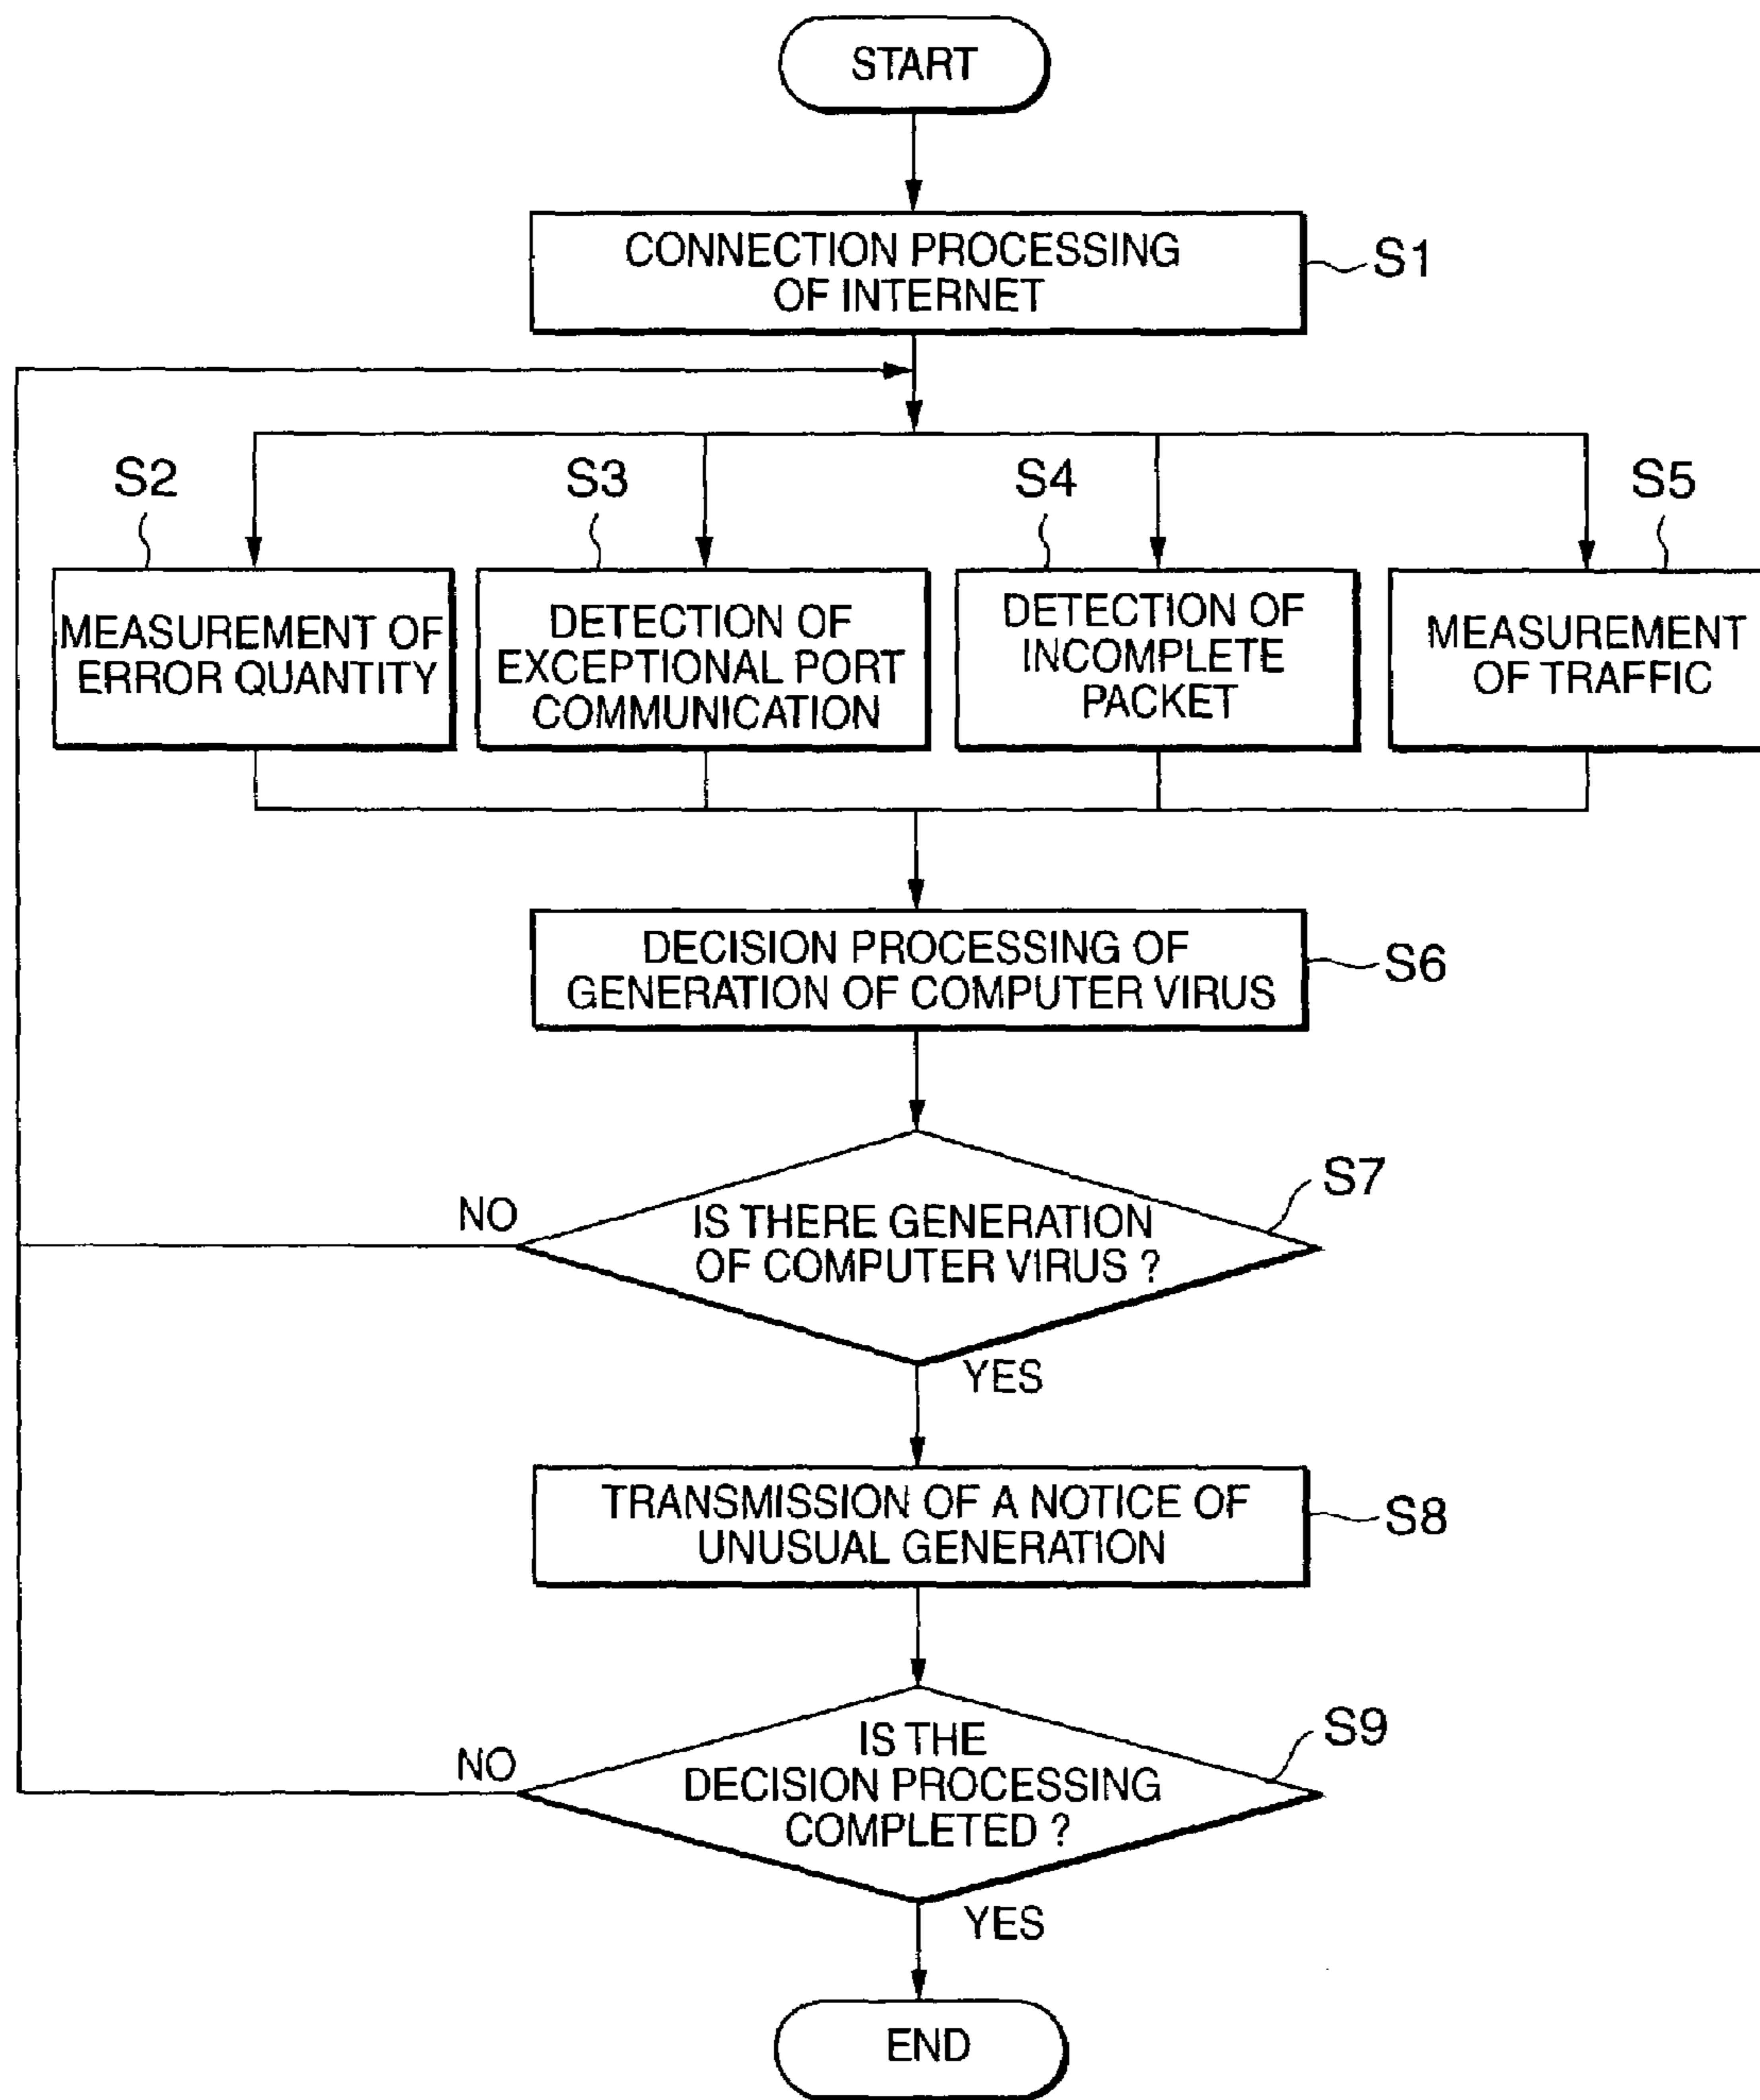 START
CONNECTION PROCESSING
OF INTERNET
S1
S2
S3
S4
S5
MEASUREMENT OF
ERROR QUANTITY
DETECTION OF
EXCEPTIONAL PORT
COMMUNICATION
DETECTION OF
INCOMPLETE
PACKET
MEASUREMENT
OF TRAFFIC
DECISION PROCESSING OF
GENERATION OF COMPUTER VIRUS
S6
IS THERE GENERATION
OF COMPUTER VIRUS ?
S7
NO
YES
TRANSMISSION OF A NOTICE OF
UNUSUAL GENERATION
S8
IS THE
DECISION PROCESSING
COMPLETED ?
S9
NO
YES
END